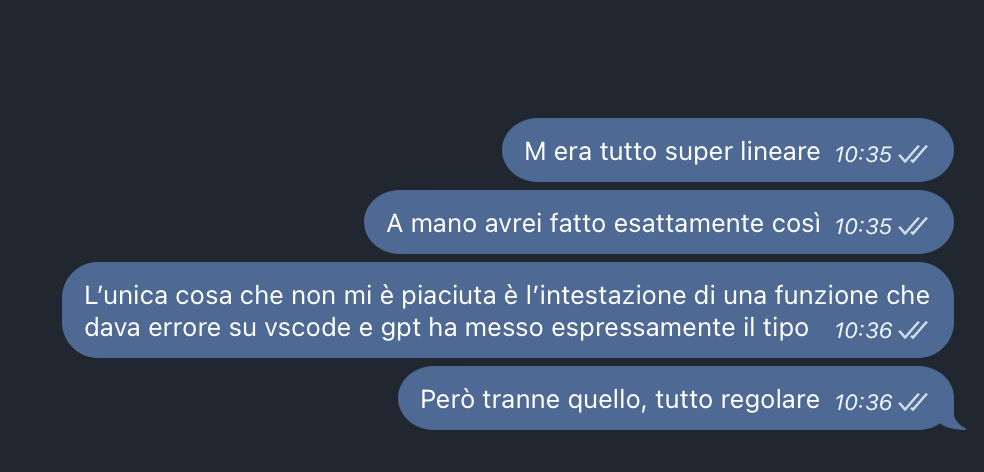 M era tutto super lineare 10:35
A mano avrei fatto esattamente così 10:35
L’unica cosa che non mi è piaciuta è l’intestazione di una funzione che
dava errore su vscode e gpt ha messo espressamente il tipo 10:36
Però tranne quello, tutto regolare 10:36